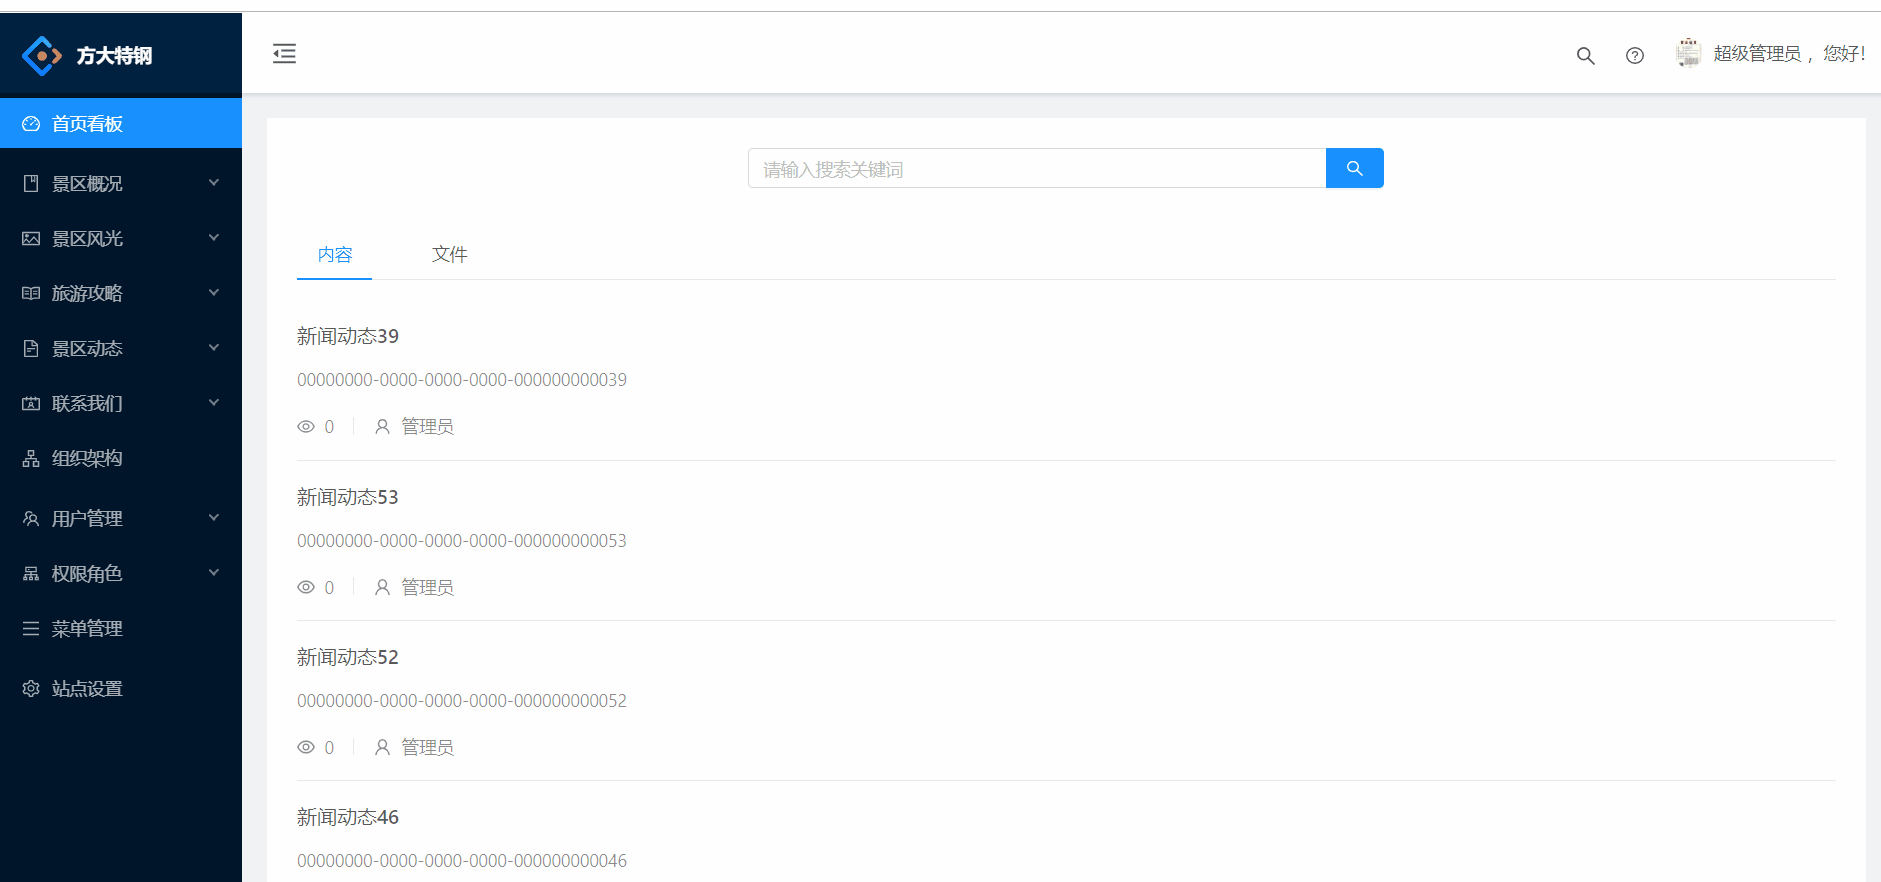 方大特钢
超级管理员，您好！
首页看板
景区概况
景区风光
旅游攻略
景区动态
联系我们
组织架构
用户管理
权限角色
菜单管理
站点设置
请输入搜索关键词
内容 文件
新闻动态39
00000000-0000-0000-0000-000000000039
0 管理员
新闻动态53
00000000-0000-0000-0000-000000000053
0 管理员
新闻动态52
00000000-0000-0000-0000-000000000052
0 管理员
新闻动态46
00000000-0000-0000-0000-000000000046